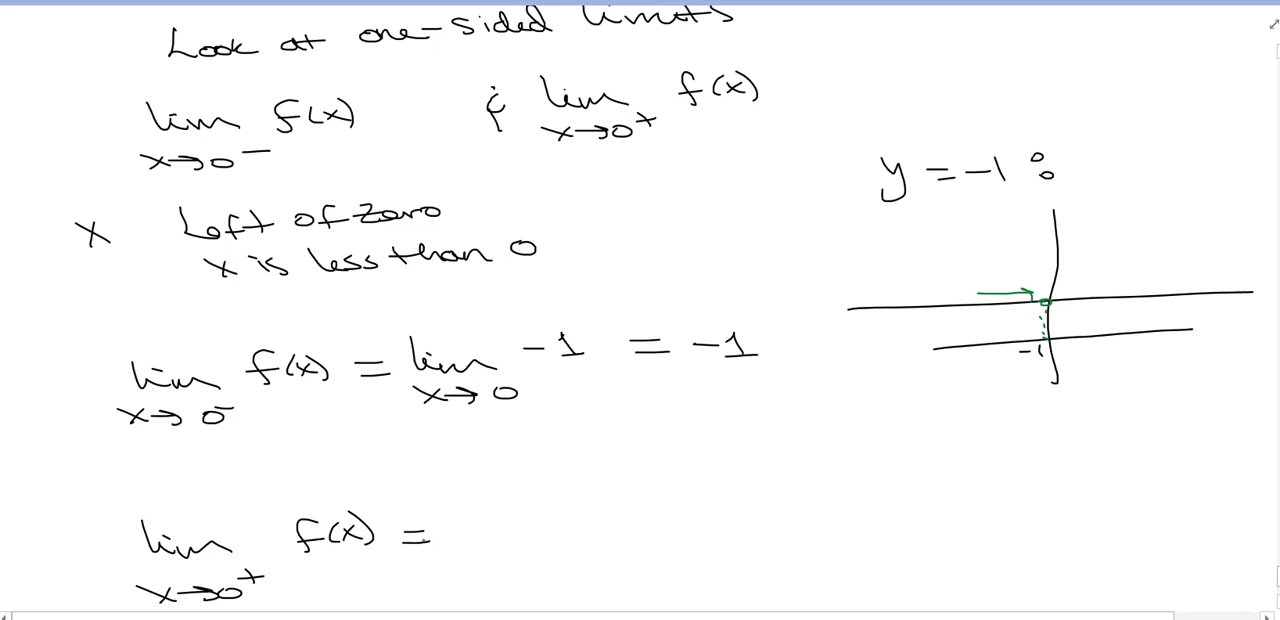 Look at one-sided limits
lim f(x) & lim f(x)
x→0⁻ x→0⁺
y = -1 :
x Left of zero
x is less than 0
lim f(x) = lim -1 = -1
x→0⁻ x→0
-1
lim f(x) =
x→0⁺